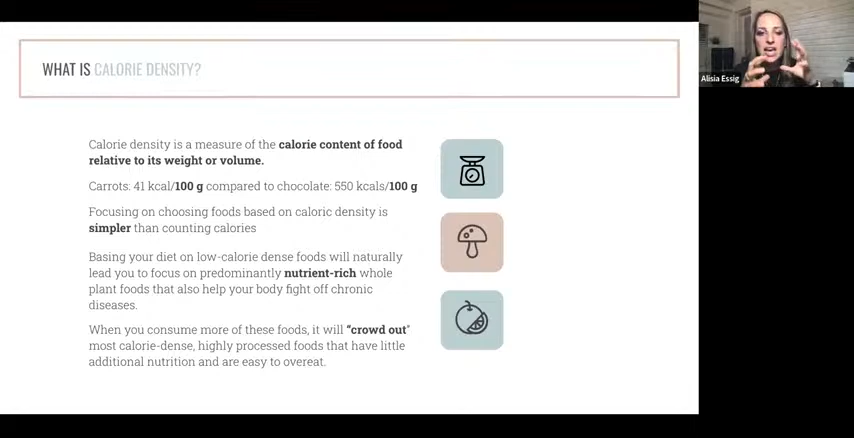 WHAT IS CALORIE DENSITY?
Alisia Essig
Calorie density is a measure of the calorie content of food
relative to its weight or volume.
Carrots: 41 kcal/100 g compared to chocolate: 550 kcals/100 g
Focusing on choosing foods based on caloric density is
simpler than counting calories
Basing your diet on low-calorie dense foods will naturally
lead you to focus on predominantly nutrient-rich whole
plant foods that also help your body fight off chronic
diseases.
When you consume more of these foods, it will “crowd out”
most calorie-dense, highly processed foods that have little
additional nutrition and are easy to overeat.